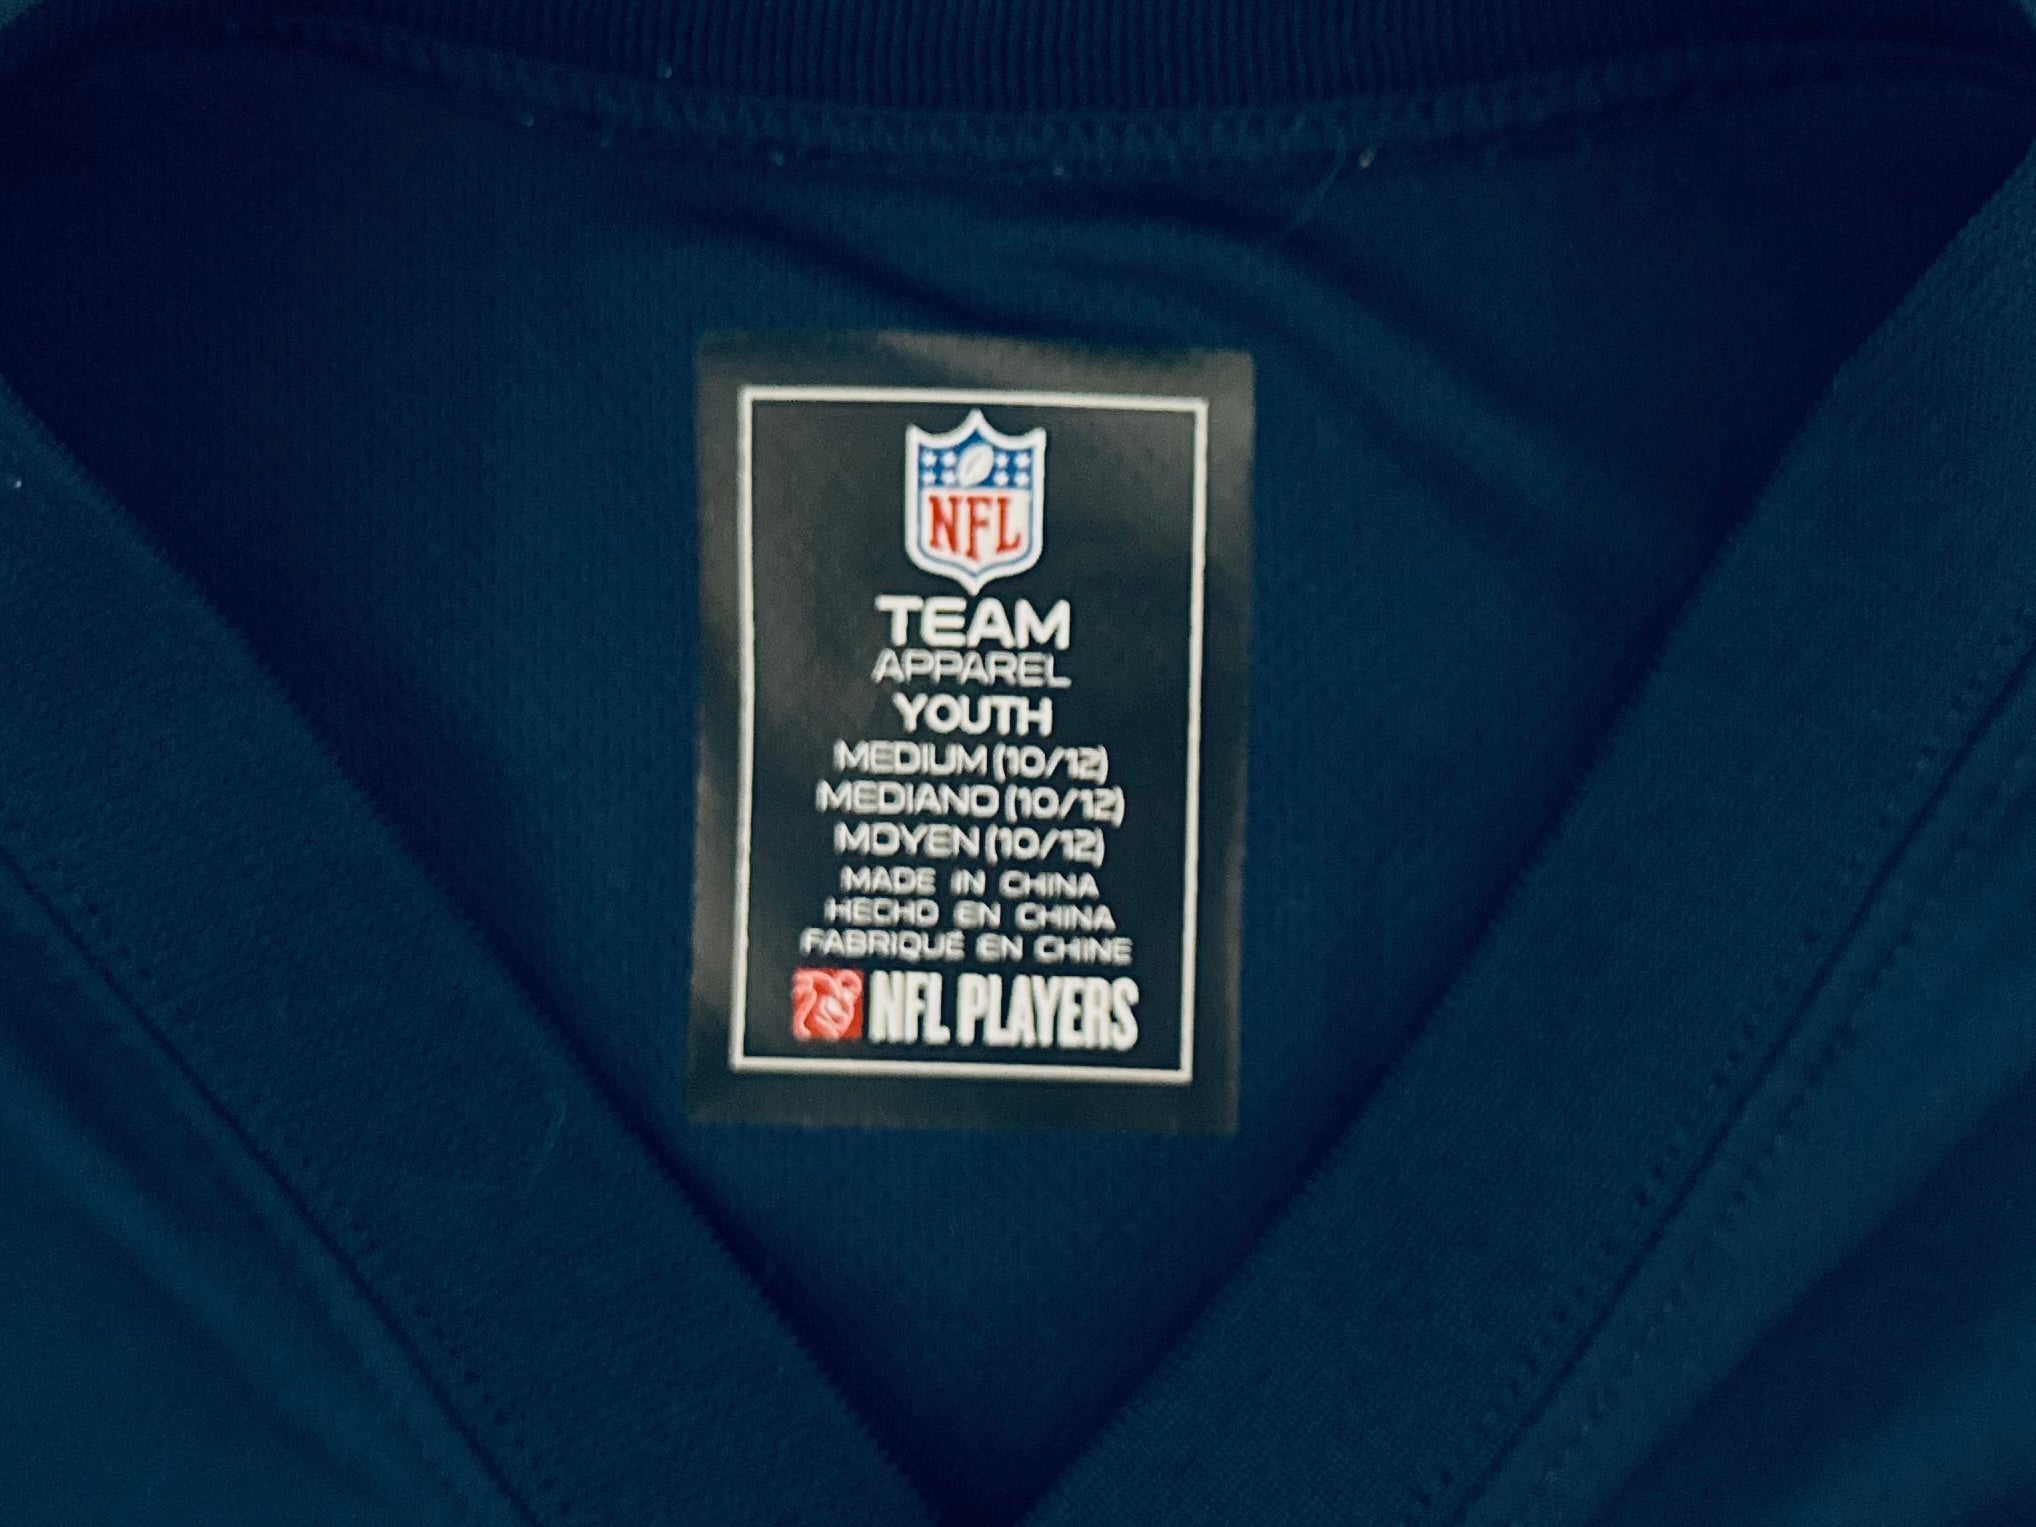 NFL
TEAM
APPAREL
YOUTH
MEDIUM (10/12)
MEDIANO (10/12)
MOYEN (10/12)
MADE IN CHINA
HECHO EN CHINA
FABRIQUÉ EN CHINE
NFL PLAYERS